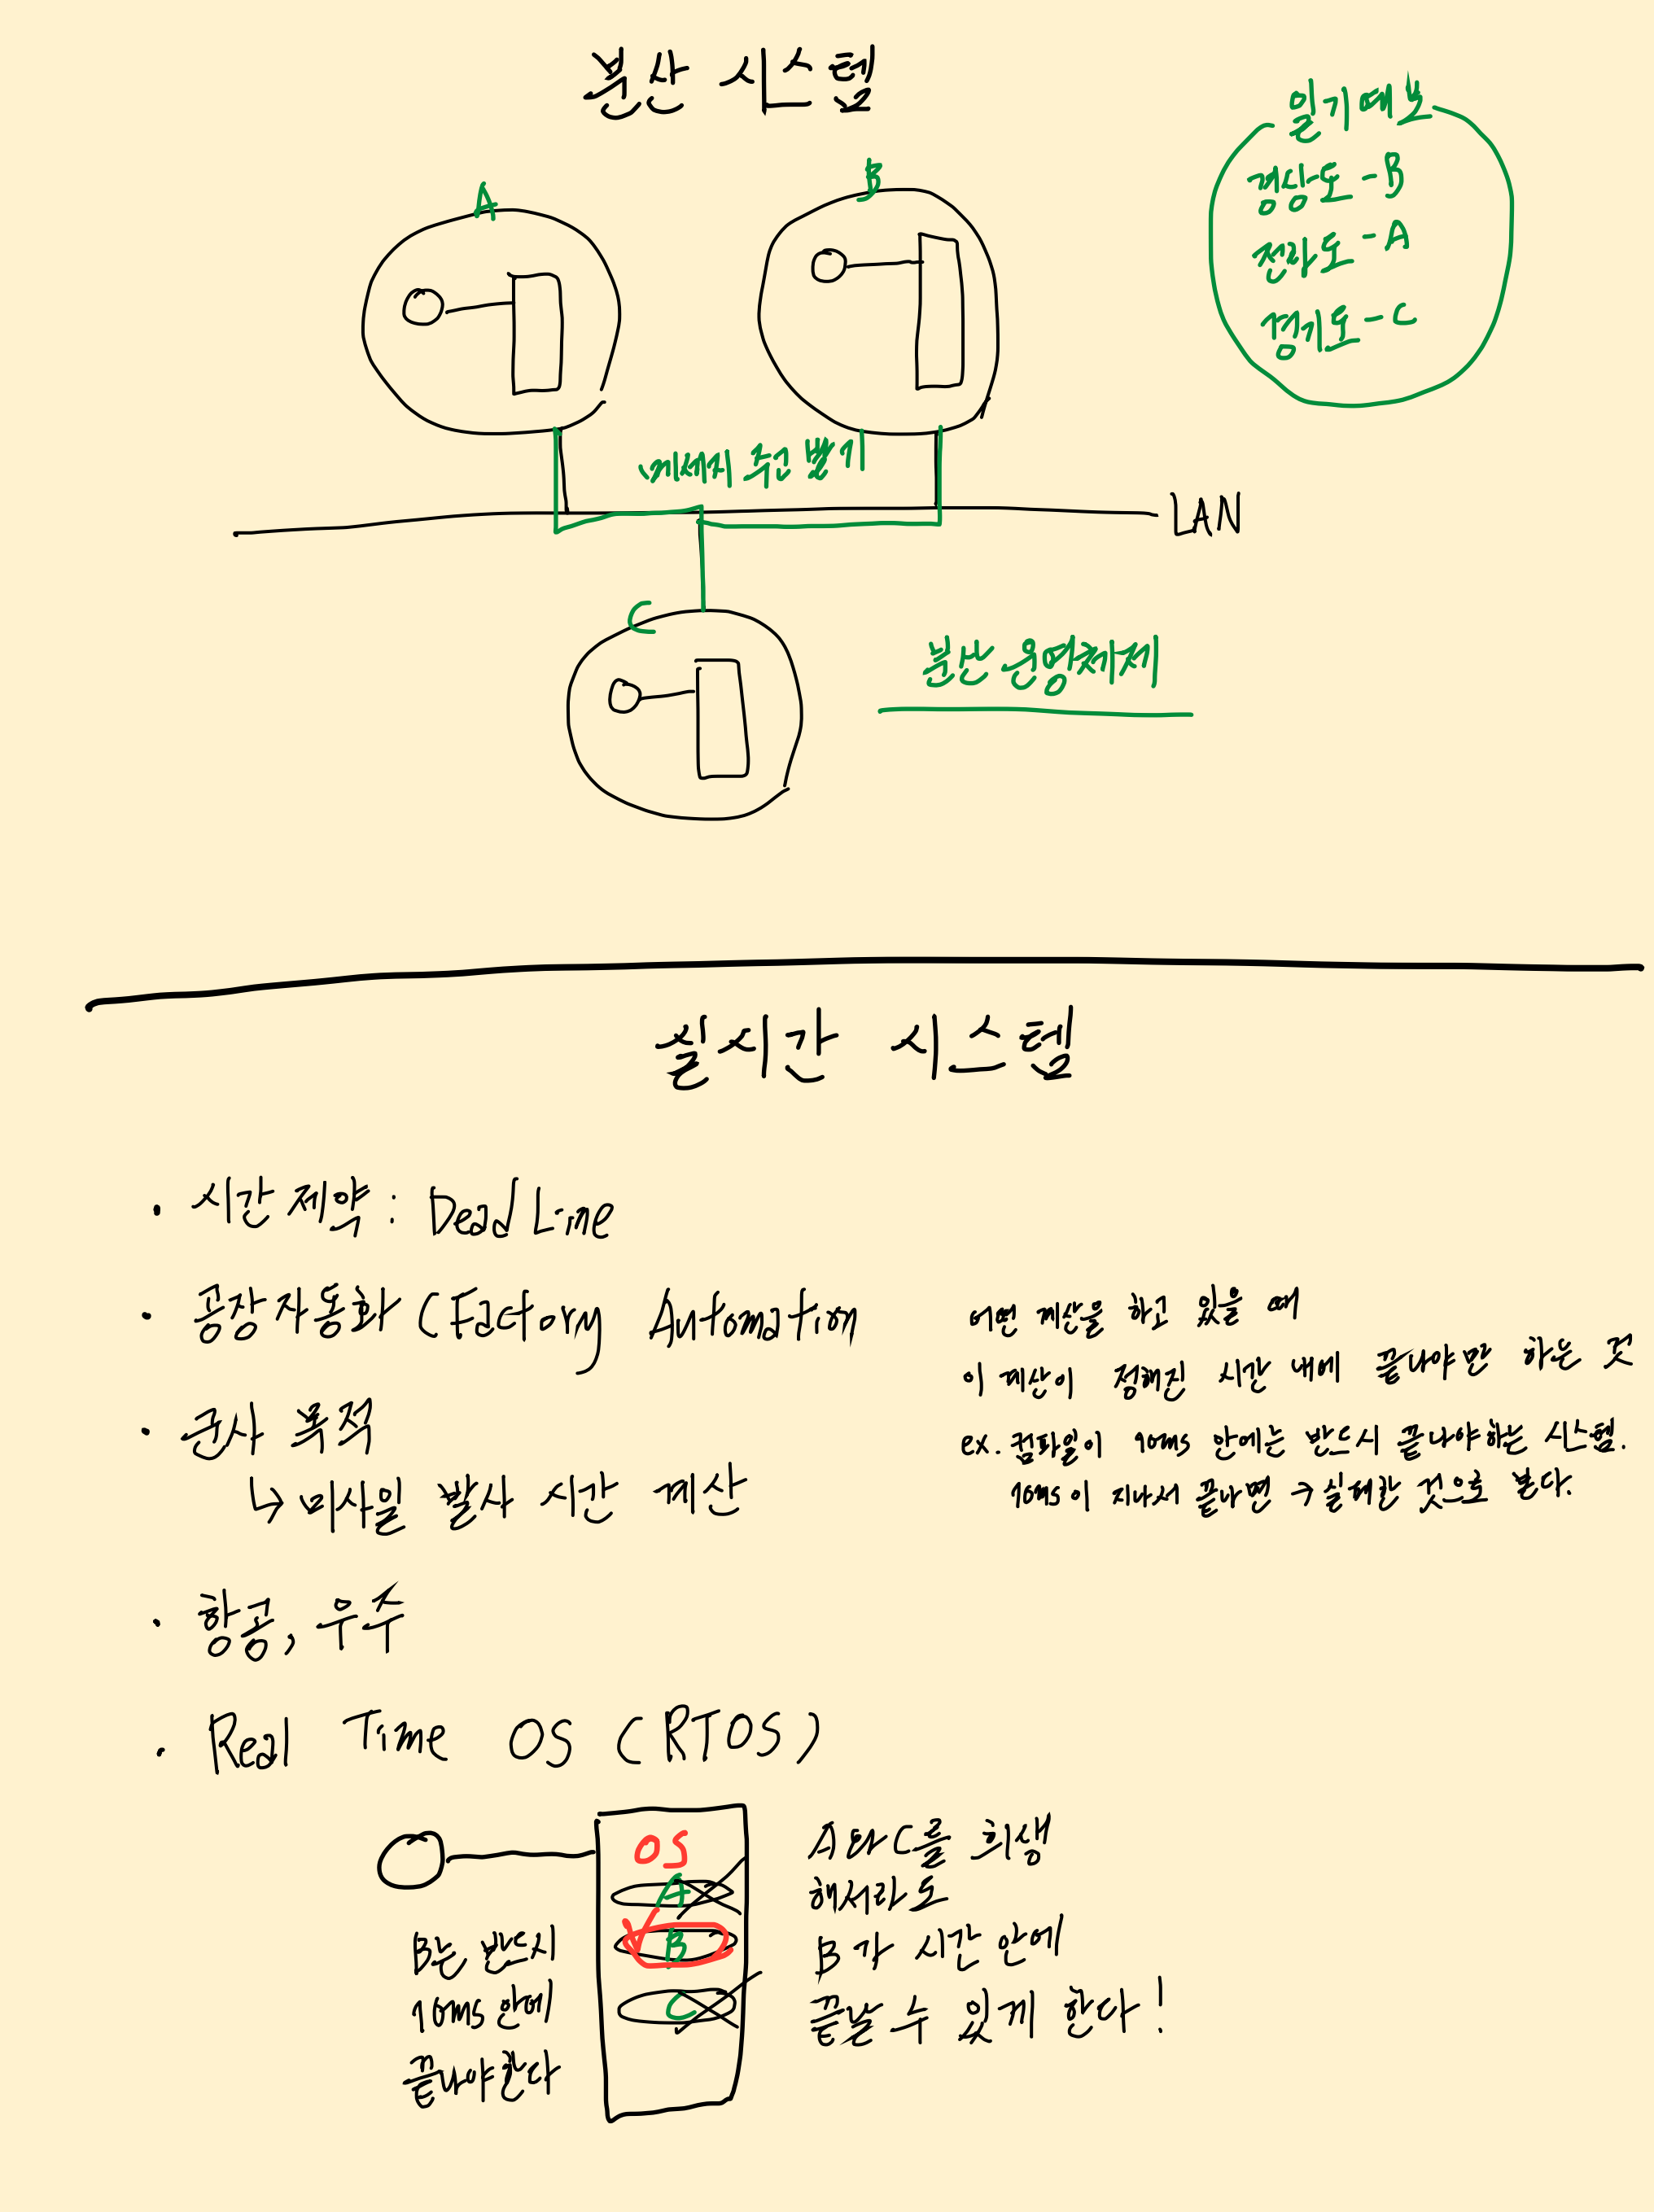 분산 시스템
일기예보
경상도 - B
전라도 - A
경기도 - C
A
B
메세지 주고 받기
LAN
C
분산 운영체제
실시간 시스템
· 시간 제약 : Dead Line
· 공장자동화 (Factory Automation
어떤 계산을 하고 있을 때
이 계산이 정해진 시간 내에 끝나야만 하는 것
ex. 컴파일이 10ms 안에는 반드시 끝나야하는 시스템.
10ms이 지나서 끝나면 → 실패한 것으로 본다.
· 군사 목적
↳ 미사일 발사 시간 계산
· 항공, 우주
· Real Time OS (RTOS)
OS
A
B
C
B는 반드시
10ms 안에
끝나야한다
A와 C를 희생
해서라도
B가 시간 안에
끝날 수 있게 한다!